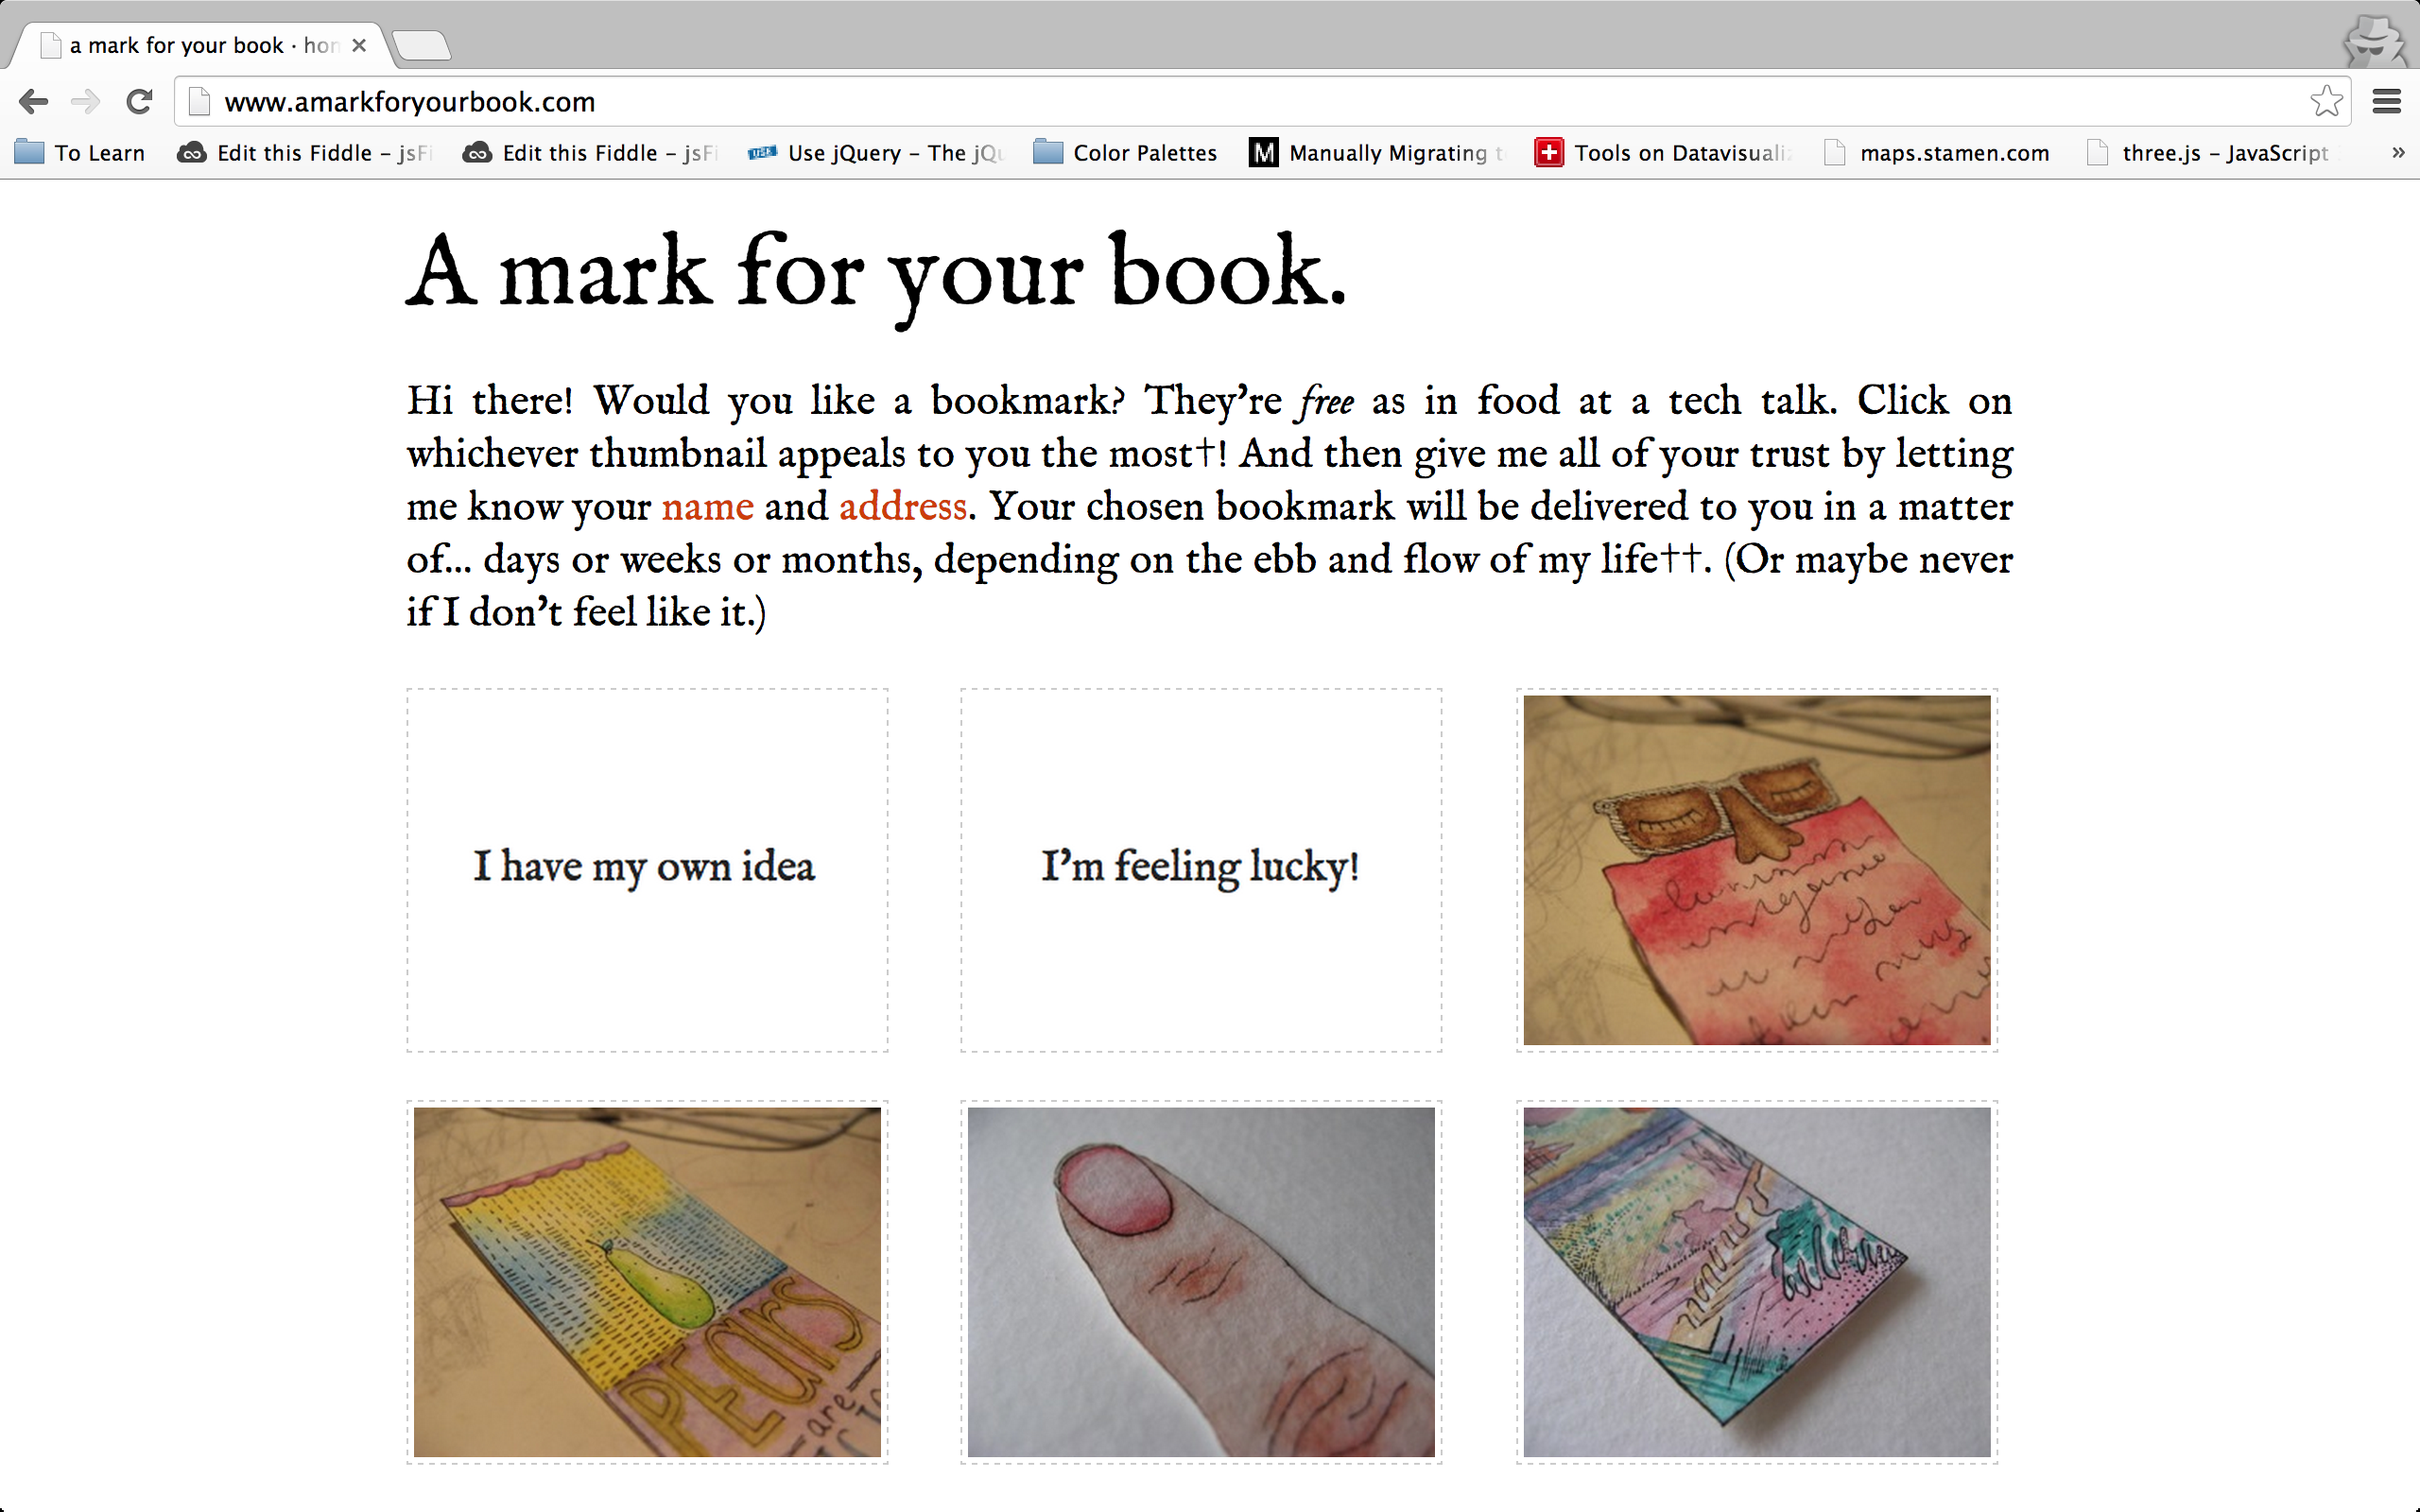 a mark for your book · hon
www.amarkforyourbook.com
To Learn
Edit this Fiddle – jsFi
Edit this Fiddle – jsFi
Use jQuery – The jQu
Color Palettes
M
Manually Migrating t
Tools on Datavisuali
maps.stamen.com
three.js – JavaScript
»
A mark for your book.
Hi there! Would you like a bookmark? They’re free as in food at a tech talk. Click on
whichever thumbnail appeals to you the most†! And then give me all of your trust by letting
me know your name and address. Your chosen bookmark will be delivered to you in a matter
of... days or weeks or months, depending on the ebb and flow of my life††. (Or maybe never
if I don’t feel like it.)
I have my own idea
I’m feeling lucky!
PEArS
are